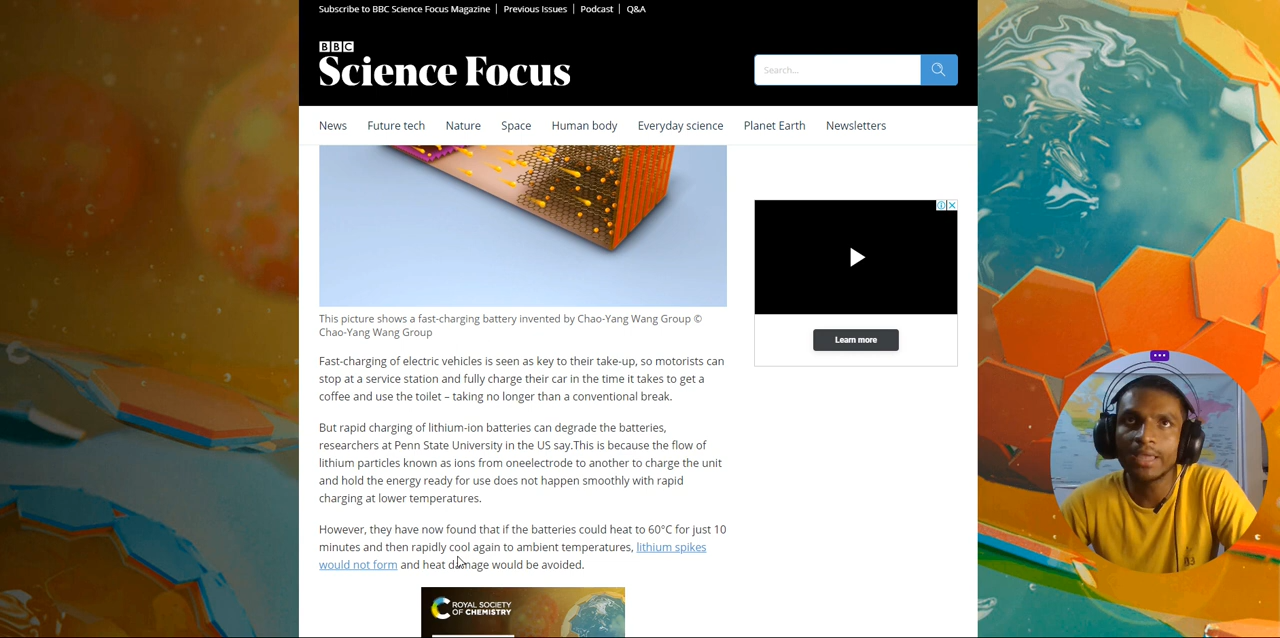 Subscribe to BBC Science Focus Magazine | Previous Issues | Podcast | Q&A
BBC
Science Focus
Search...
News Future tech Nature Space Human body Everyday science Planet Earth Newsletters
This picture shows a fast-charging battery invented by Chao-Yang Wang Group ©
Chao-Yang Wang Group
Learn more
Fast-charging of electric vehicles is seen as key to their take-up, so motorists can
stop at a service station and fully charge their car in the time it takes to get a
coffee and use the toilet – taking no longer than a conventional break.
But rapid charging of lithium-ion batteries can degrade the batteries,
researchers at Penn State University in the US say.This is because the flow of
lithium particles known as ions from oneelectrode to another to charge the unit
and hold the energy ready for use does not happen smoothly with rapid
charging at lower temperatures.
However, they have now found that if the batteries could heat to 60°C for just 10
minutes and then rapidly cool again to ambient temperatures, lithium spikes
would not form and heat damage would be avoided.
ROYAL SOCIETY
OF CHEMISTRY